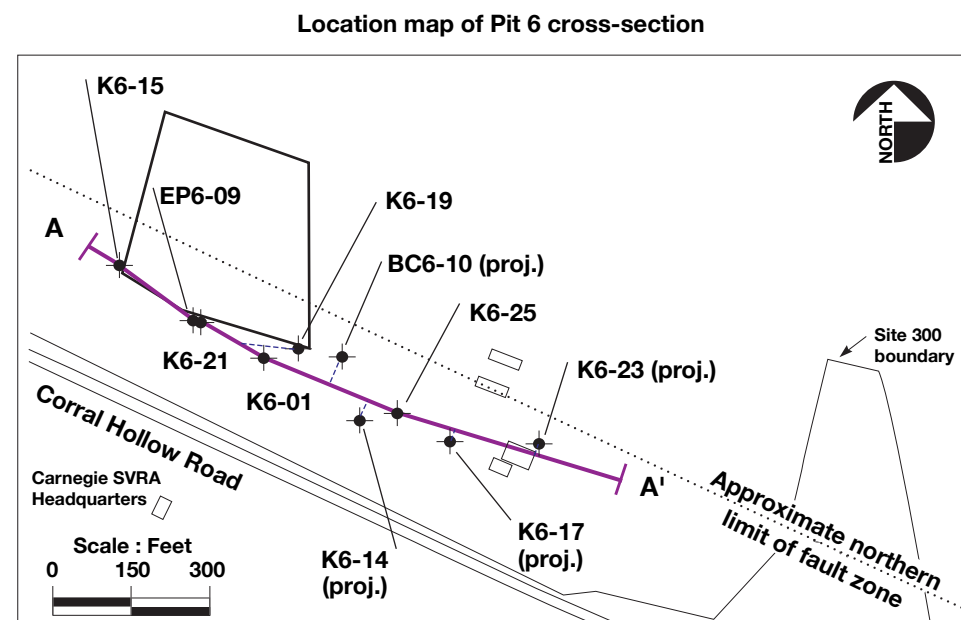 Location map of Pit 6 cross-section
K6-15
NORTH
EP6-09
K6-19
A
BC6-10 (proj.)
K6-25
Site 300
boundary
K6-21
K6-23 (proj.)
K6-01
Corral Hollow Road
Carnegie SVRA
Headquarters
A'
Approximate northern
limit of fault zone
K6-17
(proj.)
K6-14
(proj.)
Scale : Feet
0 150 300